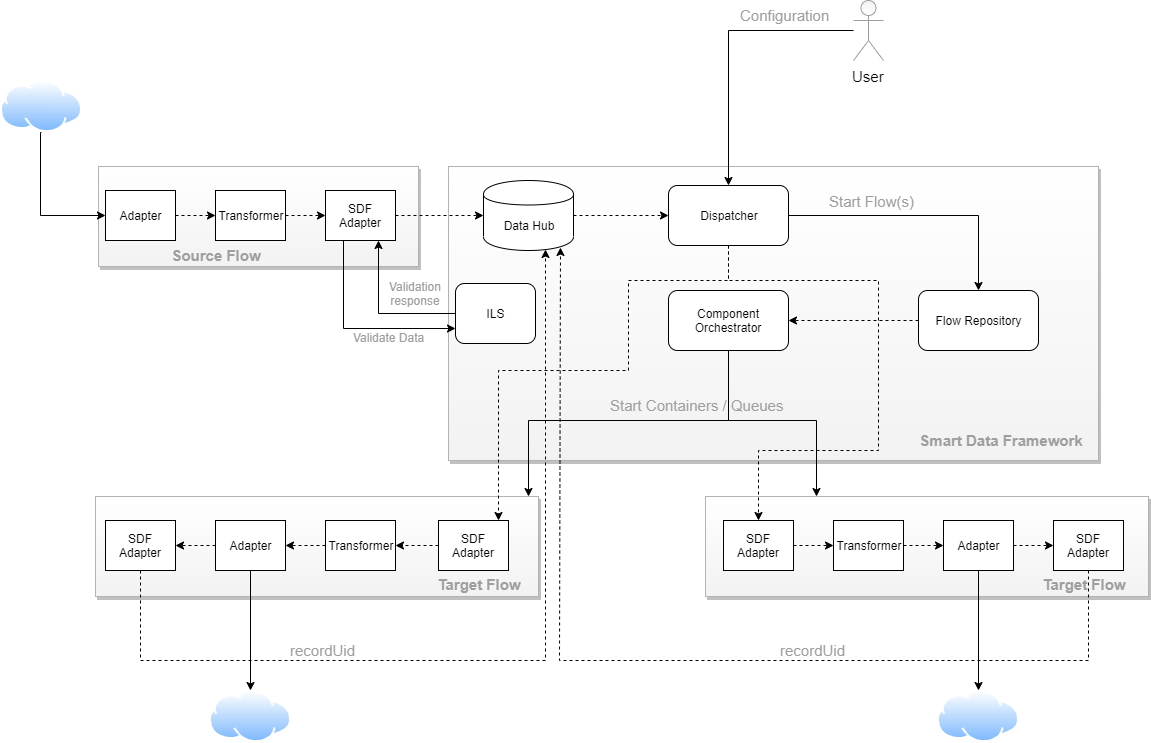 Configuration
User
Adapter
Transformer
SDF
Adapter
Source Flow
Data Hub
Dispatcher
Start Flow(s)
Validation
response
ILS
Validate Data
Component
Orchestrator
Flow Repository
Start Containers / Queues
Smart Data Framework
SDF
Adapter
Adapter
Transformer
SDF
Adapter
Target Flow
SDF
Adapter
Transformer
Adapter
SDF
Adapter
Target Flow
recordUid
recordUid